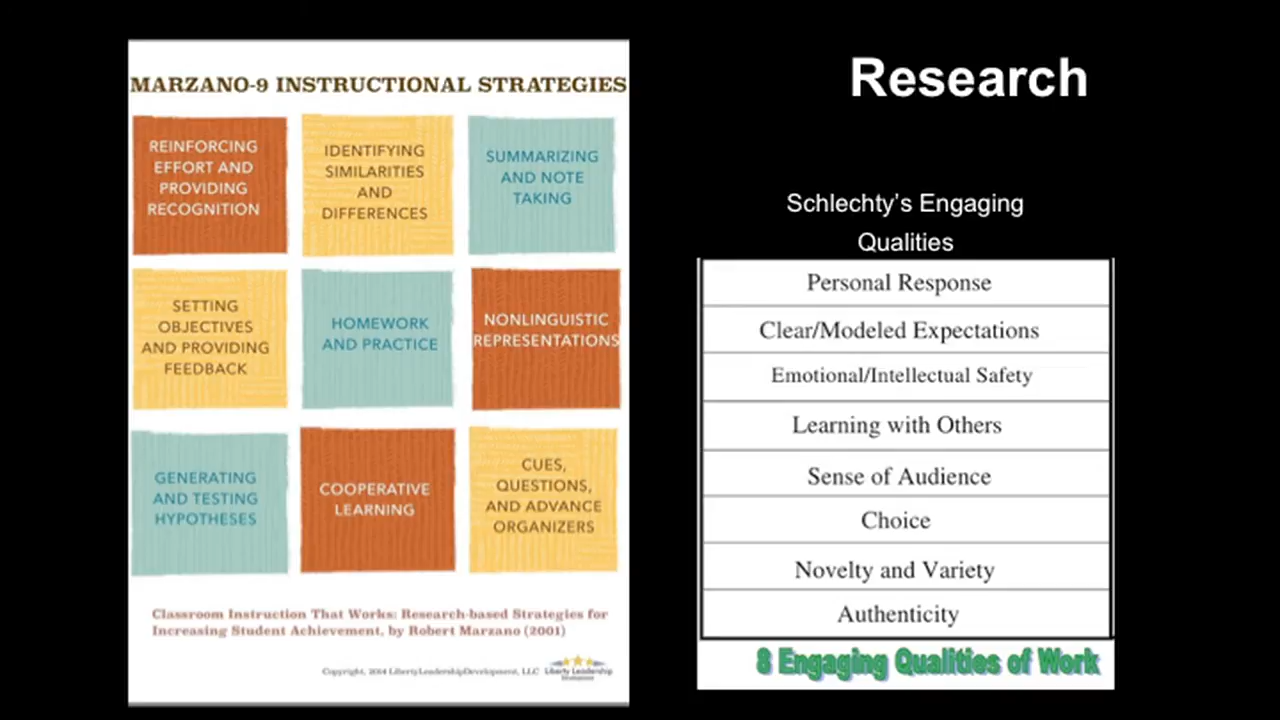 MARZANO-9 INSTRUCTIONAL STRATEGIES
REINFORCING
EFFORT AND
PROVIDING
RECOGNITION
IDENTIFYING
SIMILARITIES
AND
DIFFERENCES
SUMMARIZING
AND NOTE
TAKING
SETTING
OBJECTIVES
AND PROVIDING
FEEDBACK
HOMEWORK
AND PRACTICE
NONLINGUISTIC
REPRESENTATIONS
GENERATING
AND TESTING
HYPOTHESES
COOPERATIVE
LEARNING
CUES,
QUESTIONS,
AND ADVANCE
ORGANIZERS
Classroom Instruction That Works: Research-based Strategies for
Increasing Student Achievement, by Robert Marzano (2001)
Copyright, 2014 LibertyLeadershipDevelopment, LLC
Liberty Leadership
Research
Schlechty's Engaging
Qualities
Personal Response
Clear/Modeled Expectations
Emotional/Intellectual Safety
Learning with Others
Sense of Audience
Choice
Novelty and Variety
Authenticity
8 Engaging Qualities of Work